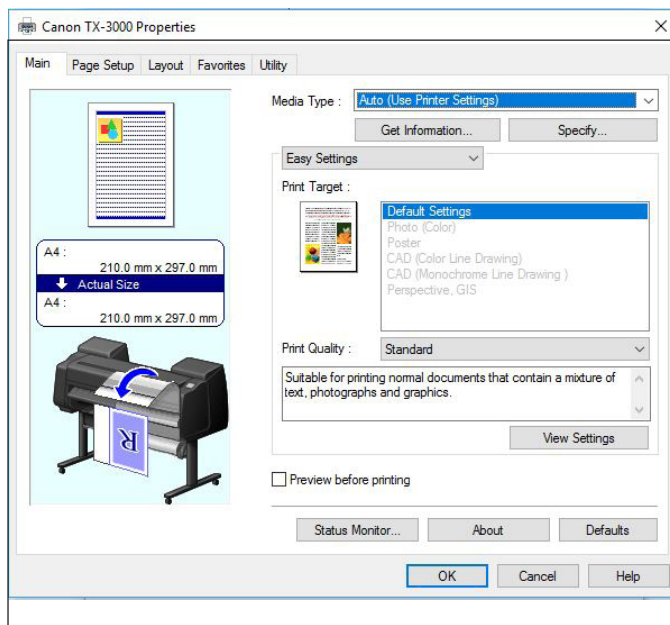 Canon TX-3000 Properties
Main
Page Setup
Layout
Favorites
Utility
A4 :
210.0 mm x 297.0 mm
Actual Size
A4 :
210.0 mm x 297.0 mm
R
Media Type :
Auto (Use Printer Settings)
Get Information...
Specify...
Easy Settings
Print Target :
Default Settings
Photo (Color)
Poster
CAD (Color Line Drawing)
CAD (Monochrome Line Drawing )
Perspective, GIS
Print Quality :
Standard
Suitable for printing normal documents that contain a mixture of
text, photographs and graphics.
View Settings
Preview before printing
Status Monitor...
About
Defaults
OK
Cancel
Help